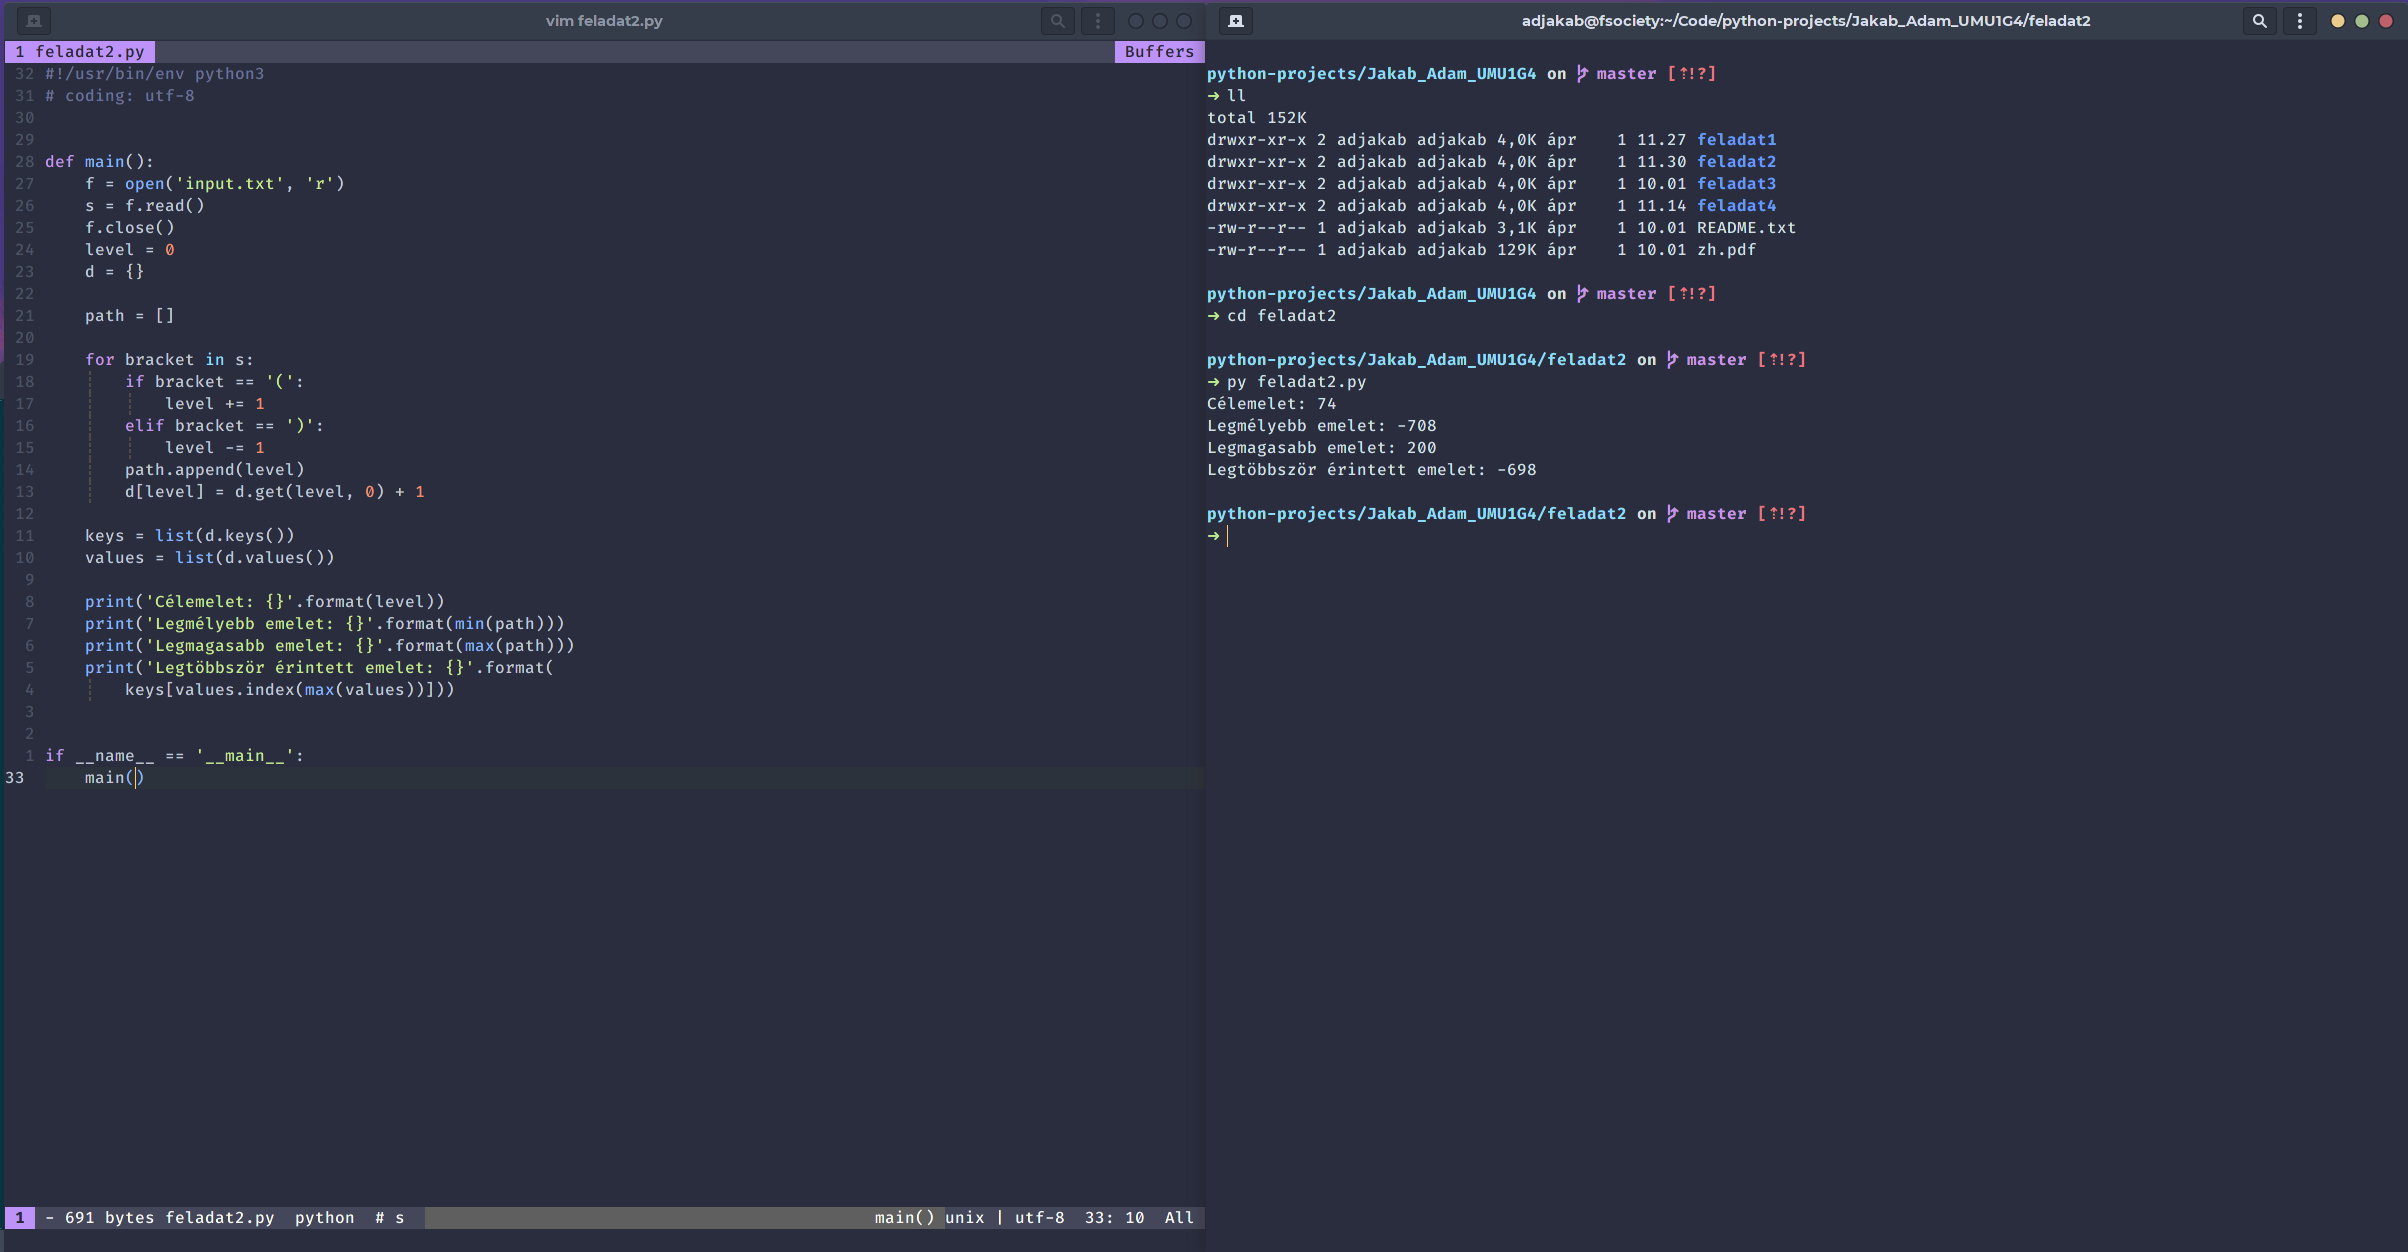 vim feladat2.py
1 feladat2.py
Buffers
32 #!/usr/bin/env python3
31 # coding: utf-8
30
29
28 def main():
27     f = open('input.txt', 'r')
26     s = f.read()
25     f.close()
24     level = 0
23     d = {}
22
21     path = []
20
19     for bracket in s:
18         if bracket == '(':
17             level += 1
16         elif bracket == ')':
15             level -= 1
14         path.append(level)
13         d[level] = d.get(level, 0) + 1
12
11     keys = list(d.keys())
10     values = list(d.values())
9
8     print('Célemelet: {}'.format(level))
7     print('Legmélyebb emelet: {}'.format(min(path)))
6     print('Legmagasabb emelet: {}'.format(max(path)))
5     print('Legtöbbször érintett emelet: {}'.format(
4         keys[values.index(max(values))]))
3
2
1 if __name__ == '__main__':
33     main()
1 - 691 bytes feladat2.py python # s main() unix | utf-8 33: 10 All
adjakab@fsociety:~/Code/python-projects/Jakab_Adam_UMU1G4/feladat2
python-projects/Jakab_Adam_UMU1G4 on master [⇡!?]
➜ ll
total 152K
drwxr-xr-x 2 adjakab adjakab 4,0K ápr    1 11.27 feladat1
drwxr-xr-x 2 adjakab adjakab 4,0K ápr    1 11.30 feladat2
drwxr-xr-x 2 adjakab adjakab 4,0K ápr    1 10.01 feladat3
drwxr-xr-x 2 adjakab adjakab 4,0K ápr    1 11.14 feladat4
-rw-r--r-- 1 adjakab adjakab 3,1K ápr    1 10.01 README.txt
-rw-r--r-- 1 adjakab adjakab 129K ápr    1 10.01 zh.pdf
python-projects/Jakab_Adam_UMU1G4 on master [⇡!?]
➜ cd feladat2
python-projects/Jakab_Adam_UMU1G4/feladat2 on master [⇡!?]
➜ py feladat2.py
Célemelet: 74
Legmélyebb emelet: -708
Legmagasabb emelet: 200
Legtöbbször érintett emelet: -698
python-projects/Jakab_Adam_UMU1G4/feladat2 on master [⇡!?]
➜